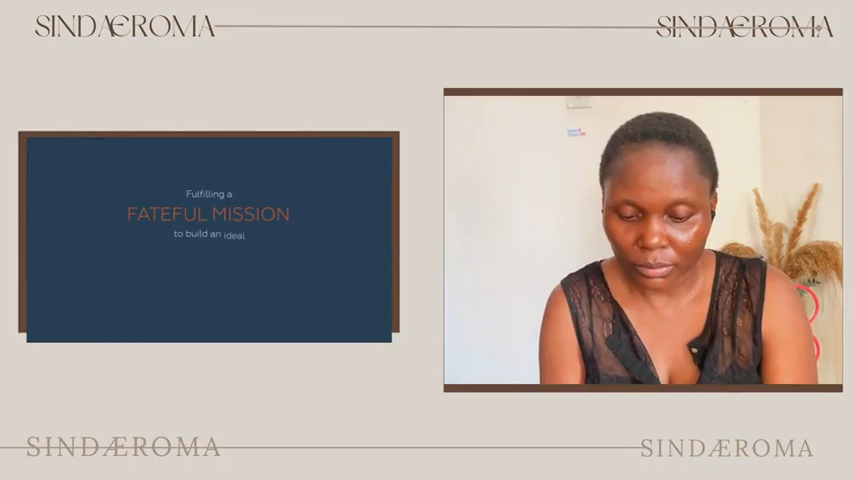 SINDÆROMA
SINDÆROMA
Fulfilling a
FATEFUL MISSION
to build an ideal
SINDÆROMA
SINDÆROMA